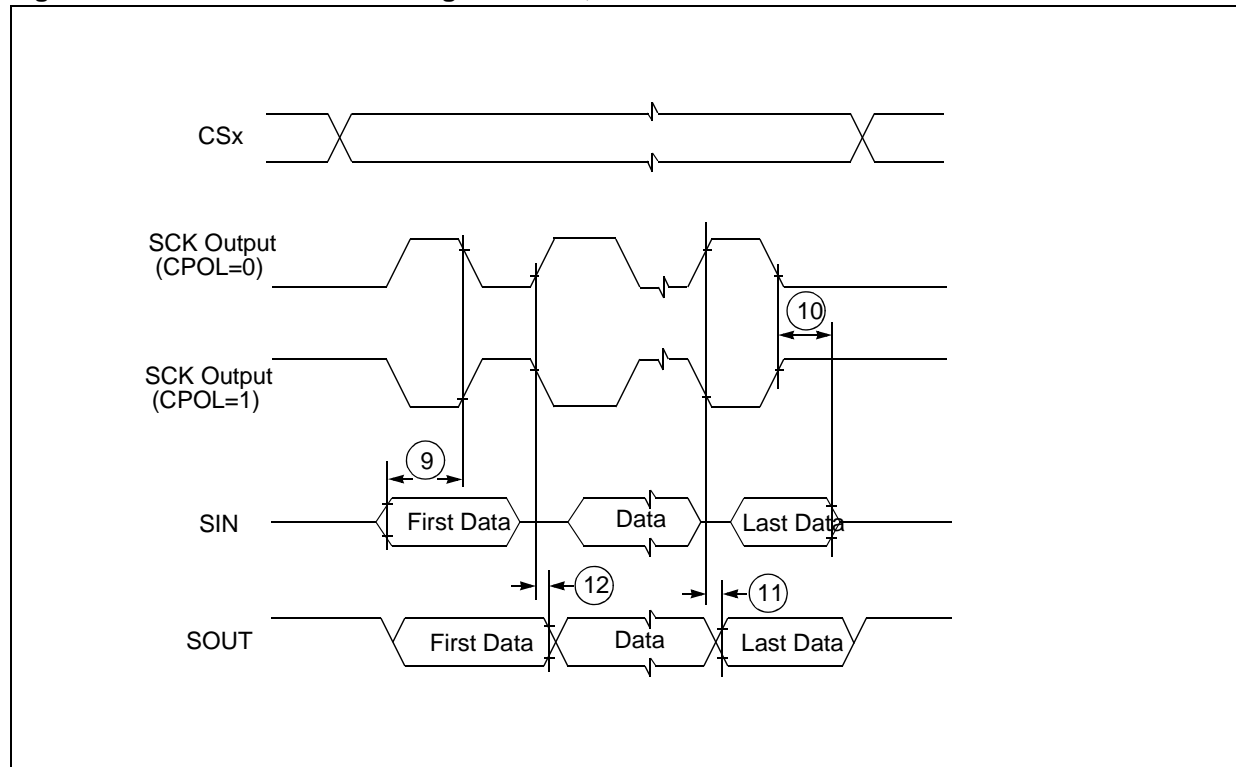 CSx
SCK Output
(CPOL=0)
10
SCK Output
(CPOL=1)
9
SIN
First Data
Data
Last Data
12
11
SOUT
First Data
Data
Last Data